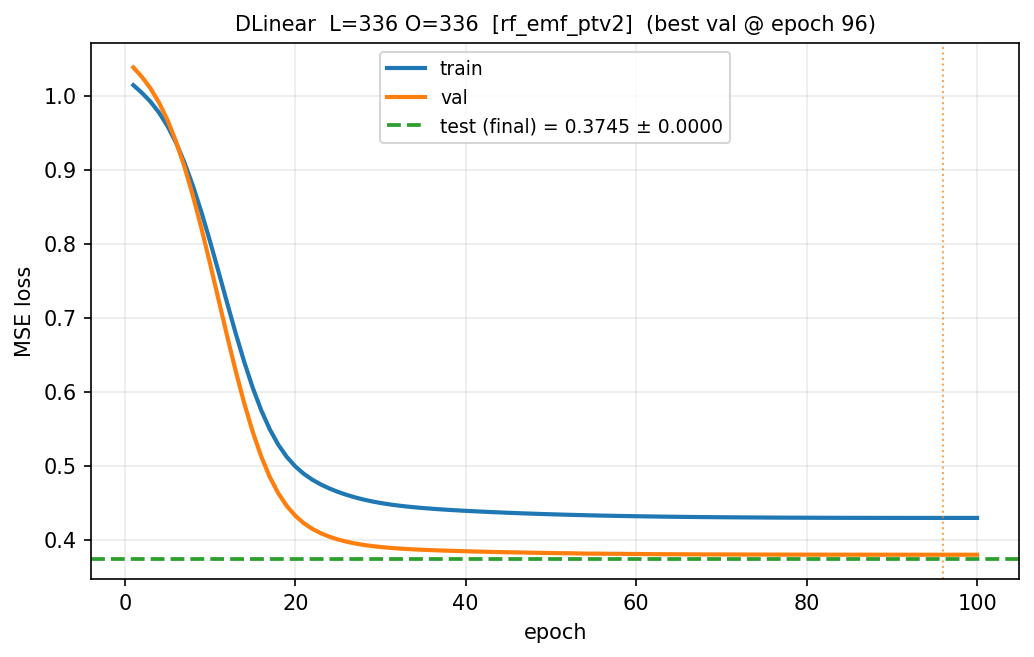 DLinear  L=336 O=336  [rf_emf_ptv2]  (best val @ epoch 96)
train
val
test (final) = 0.3745 ± 0.0000
MSE loss
1.0
0.9
0.8
0.7
0.6
0.5
0.4
0 20 40 60 80 100
epoch